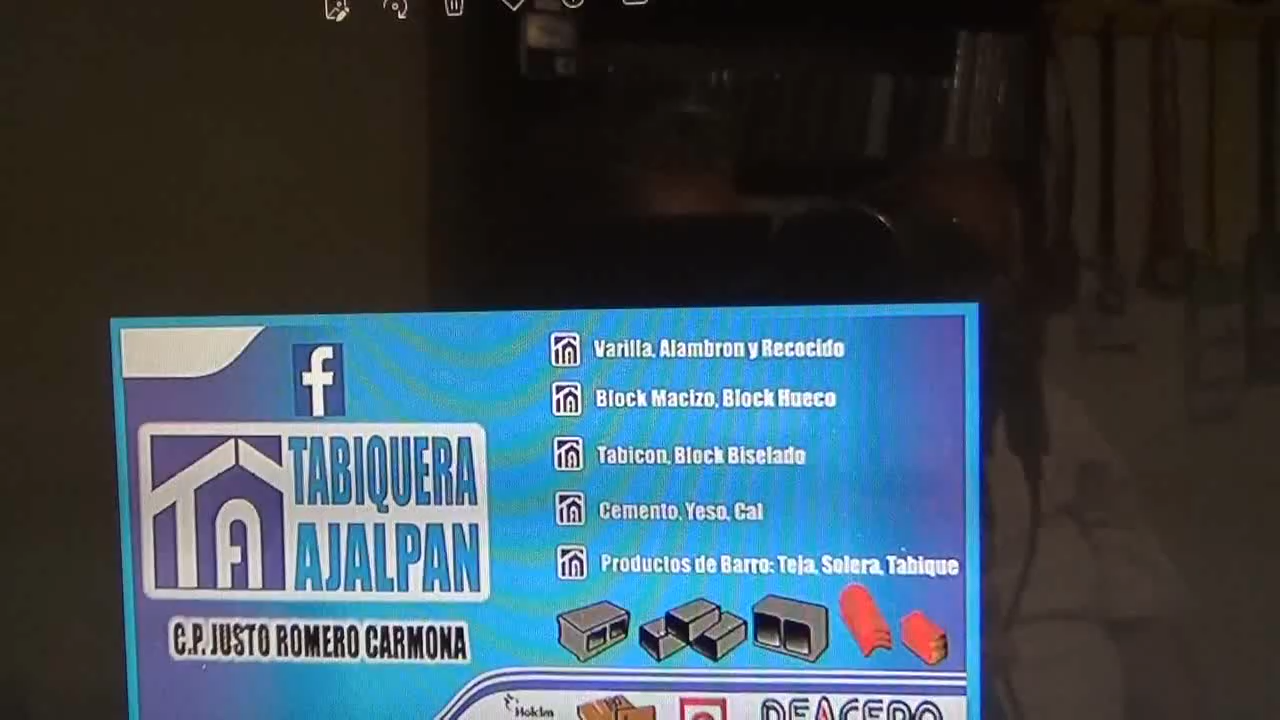 f
TABIQUERA
AJALPAN
C.P. JUSTO ROMERO CARMONA
Varilla, Alambron y Recocido
Block Macizo, Block Hueco
Tabicon, Block Biselado
Cemento, Yeso, Cal
Productos de Barro: Teja, Solera, Tabique
Holcim
DEACERO